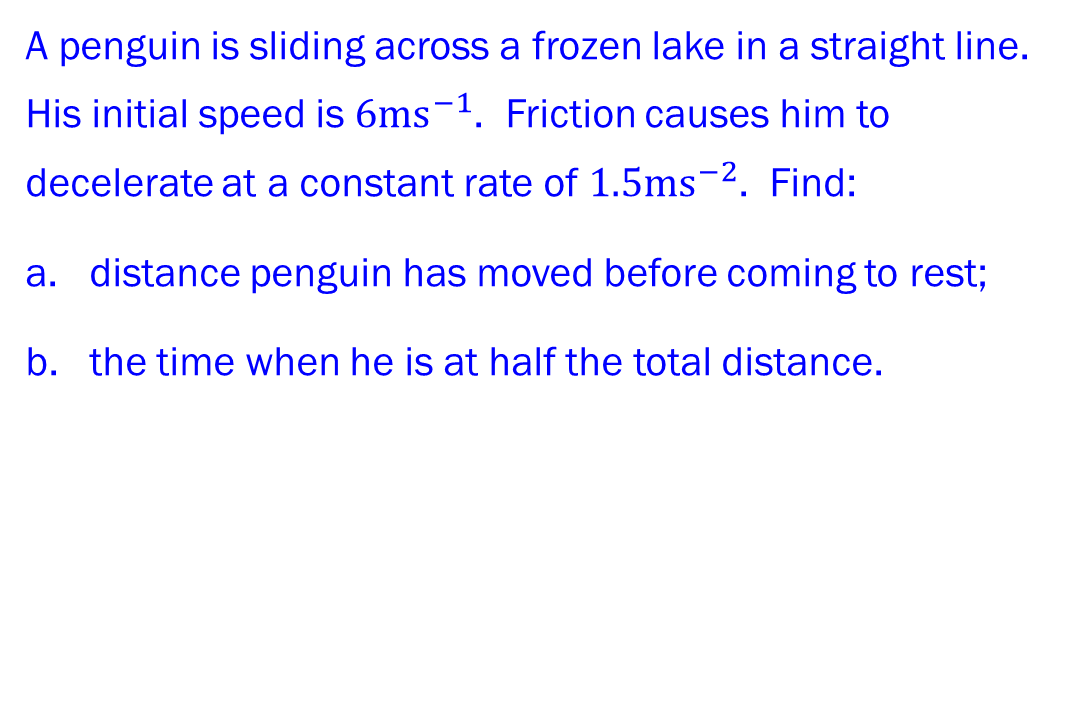 A penguin is sliding across a frozen lake in a straight line.
His initial speed is 6ms⁻¹.  Friction causes him to
decelerate at a constant rate of 1.5ms⁻².  Find:
a.   distance penguin has moved before coming to rest;
b.   the time when he is at half the total distance.